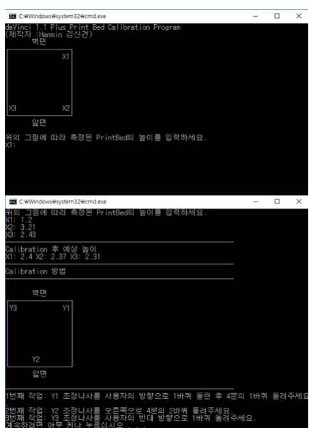 C:\Windows\system32\cmd.exe
daVinci 1.1 Plus Print Bed Calibration Program
(제작자 :Hanmin 김신건)
벽면
X1
X3 X2
앞면
위의 그림에 따라 측정된 PrintBed의 높이를 입력하세요.
X1:
C:\Windows\system32\cmd.exe
위의 그림에 따라 측정된 PrintBed의 높이를 입력하세요.
X1: 1.2
X2: 3.21
X3: 2.43
Calibration 후 예상 높이
X1: 2.4 X2: 2.37 X3: 2.31
Calibration 방법
벽면
Y3 Y1
Y2
앞면
1번째 작업: Y1 조정나사를 사용자의 방향으로 1바퀴 돌린 후 4분의 1바퀴 돌려주세요
2번째 작업: Y2 조정나사를 오른쪽으로 4분의 2바퀴 돌려주세요.
3번째 작업: Y3 조정나사를 사용자의 반대 방향으로 1바퀴 돌려주세요.
계속하려면 아무 키나 누르십시오 . . .